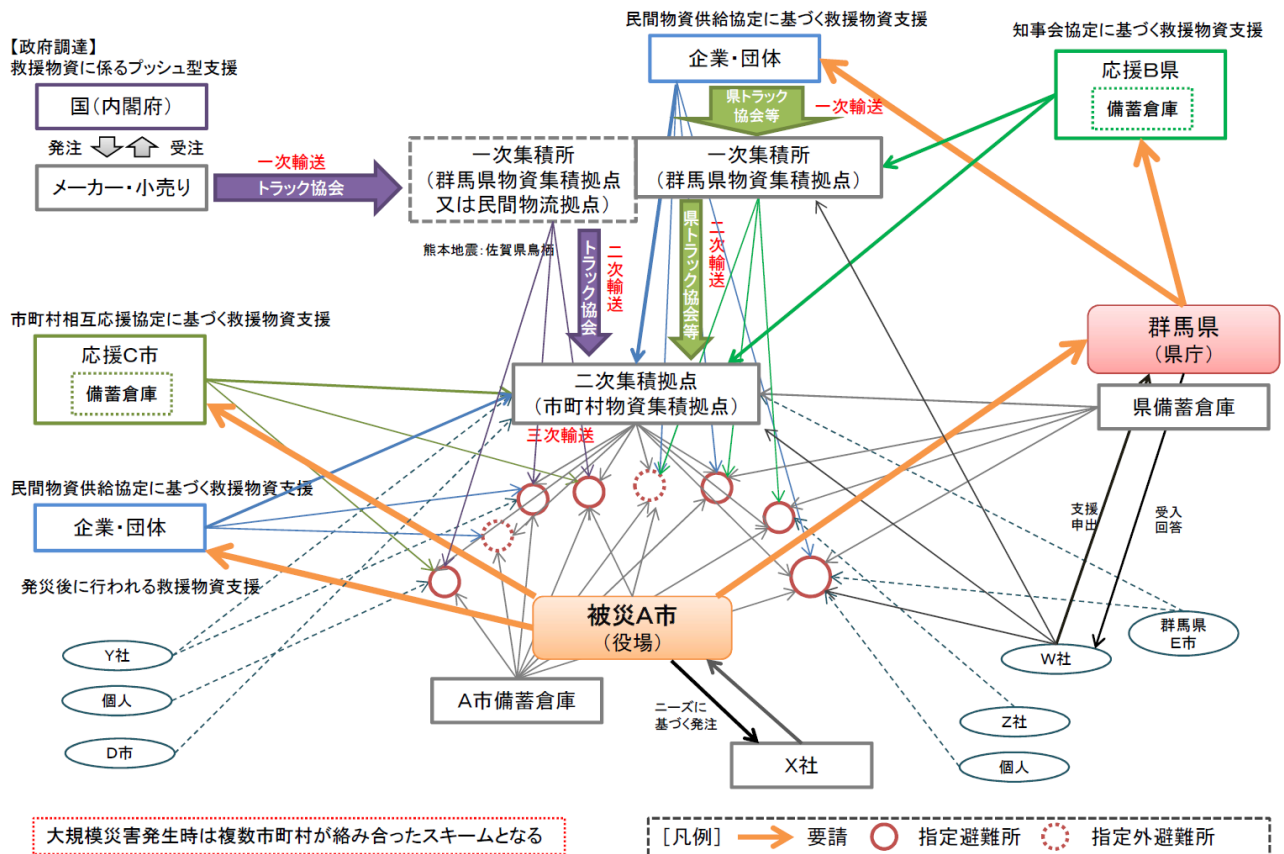 民間物資供給協定に基づく救援物資支援
知事会協定に基づく救援物資支援
【政府調達】
救援物資に係るプッシュ型支援
国(内閣府)
発注
受注
メーカー・小売り
一次輸送
トラック協会
企業・団体
県トラック
協会等
一次輸送
応援B県
備蓄倉庫
一次集積所
(群馬県物資集積拠点
又は民間物流拠点)
一次集積所
(群馬県物資集積拠点)
熊本地震:佐賀県鳥栖
トラック協会
二次輸送
県トラック協会等
二次輸送
市町村相互応援協定に基づく救援物資支援
応援C市
備蓄倉庫
二次集積拠点
(市町村物資集積拠点)
三次輸送
群馬県
(県庁)
県備蓄倉庫
民間物資供給協定に基づく救援物資支援
企業・団体
支援
申出
受入
回答
発災後に行われる救援物資支援
被災A市
(役場)
Y社
個人
D市
A市備蓄倉庫
ニーズに
基づく発注
X社
W社
群馬県
E市
Z社
個人
大規模災害発生時は複数市町村が絡み合ったスキームとなる
[凡例]
要請
指定避難所
指定外避難所